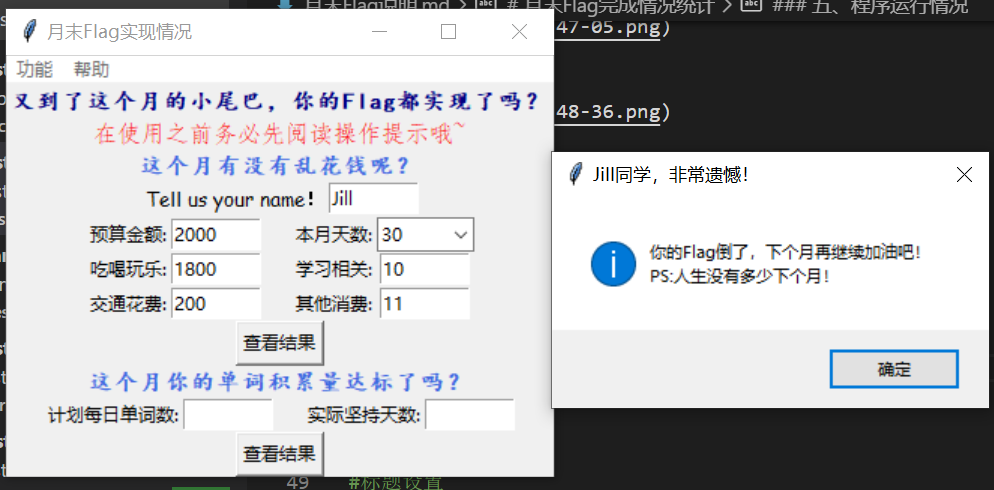 月末Flag说明.md > # 月末Flag完成情况统计 > ### 五、程序运行情况
47-05.png)
48-36.png)
月末Flag实现情况
功能 帮助
又到了这个月的小尾巴，你的Flag都实现了吗？
在使用之前务必先阅读操作提示哦~
这个月有没有乱花钱呢？
Tell us your name！ Jill
预算金额: 2000 本月天数: 30
吃喝玩乐: 1800 学习相关: 10
交通花费: 200 其他消费: 11
查看结果
这个月你的单词积累量达标了吗？
计划每日单词数: 实际坚持天数:
查看结果
Jill同学，非常遗憾！
你的Flag倒了，下个月再继续加油吧！
PS:人生没有多少下个月！
确定
49 #标题设置